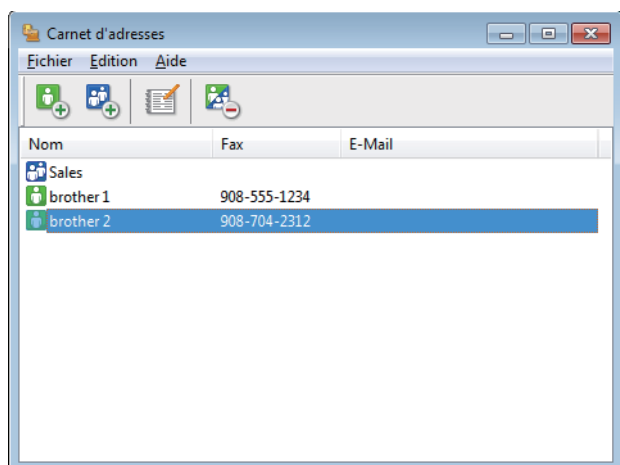 Carnet d'adresses
Fichier Edition Aide
Nom Fax E-Mail
Sales
brother 1 908-555-1234
brother 2 908-704-2312